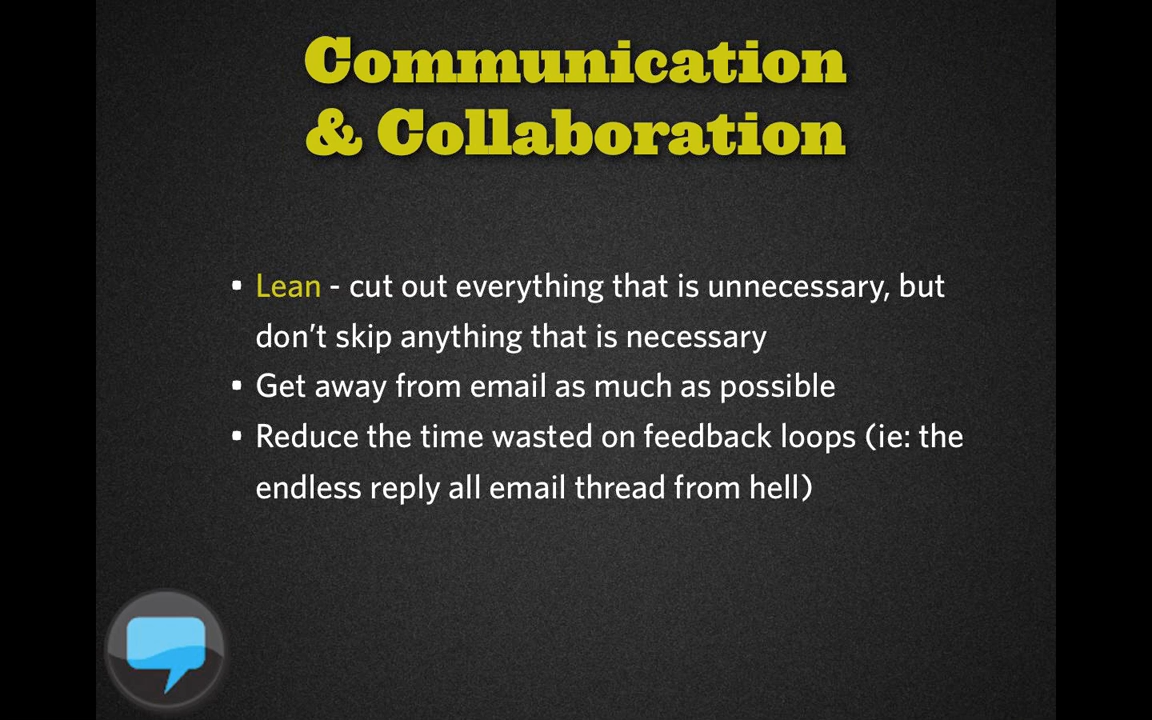 Communication
& Collaboration
• Lean - cut out everything that is unnecessary, but
don’t skip anything that is necessary
• Get away from email as much as possible
• Reduce the time wasted on feedback loops (ie: the
endless reply all email thread from hell)